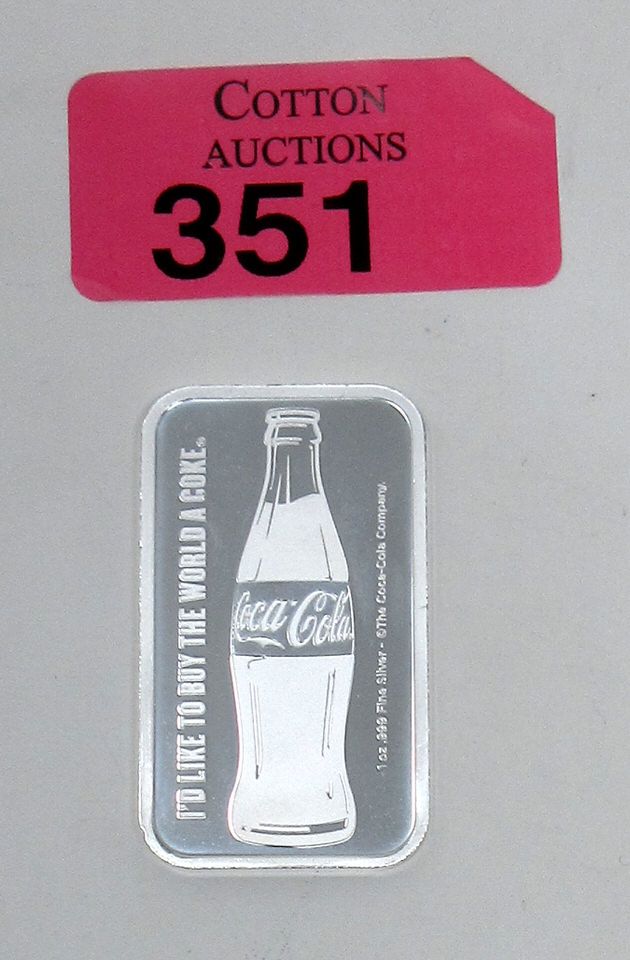 COTTON
AUCTIONS
351
I'D LIKE TO BUY THE WORLD A COKE.®
Coca-Cola
1 oz .999 Fine Silver - ©The Coca-Cola Company.